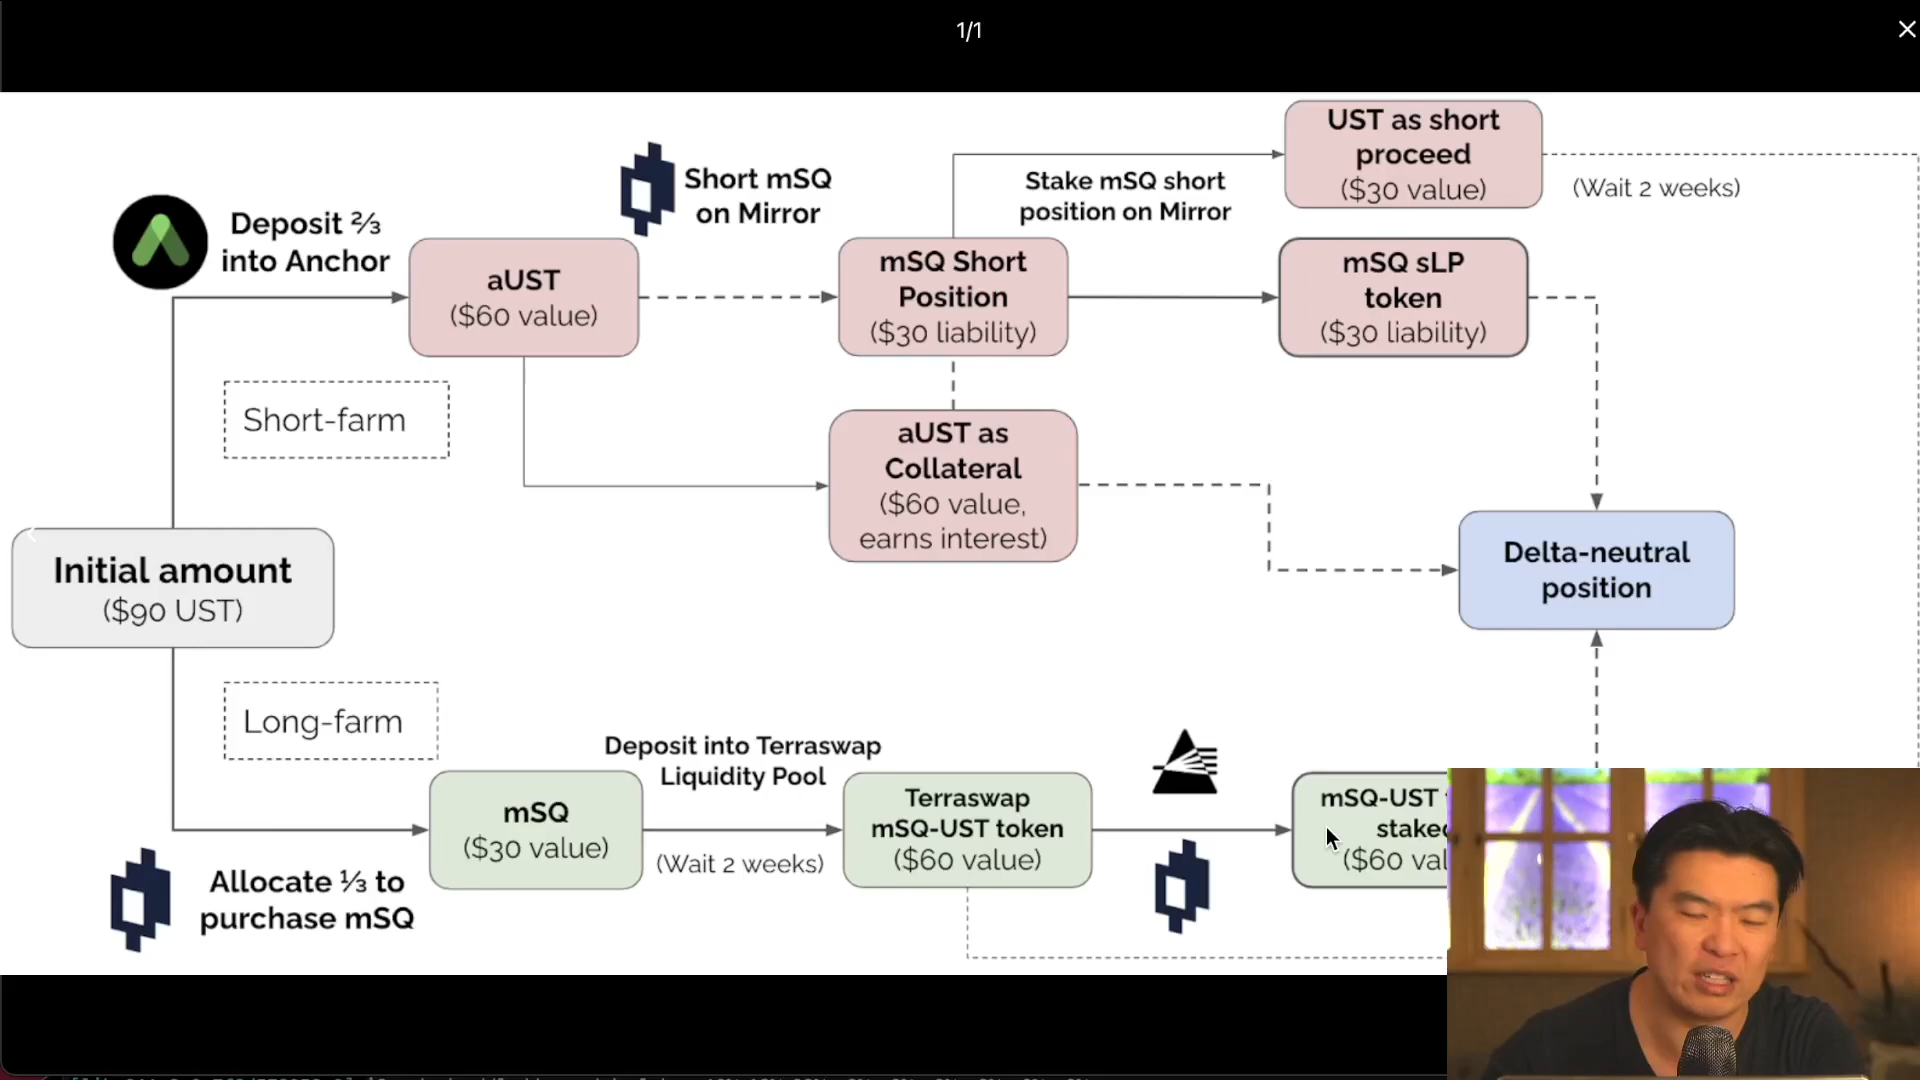 1/1
UST as short
proceed
($30 value)
(Wait 2 weeks)
Short mSQ
on Mirror
Stake mSQ short
position on Mirror
Deposit ⅔
into Anchor
aUST
($60 value)
mSQ Short
Position
($30 liability)
mSQ sLP
token
($30 liability)
Short-farm
aUST as
Collateral
($60 value,
earns interest)
Initial amount
($90 UST)
Delta-neutral
position
Long-farm
Deposit into Terraswap
Liquidity Pool
mSQ
($30 value)
(Wait 2 weeks)
Terraswap
mSQ-UST token
($60 value)
mSQ-UST
Allocate ⅓ to
purchase mSQ